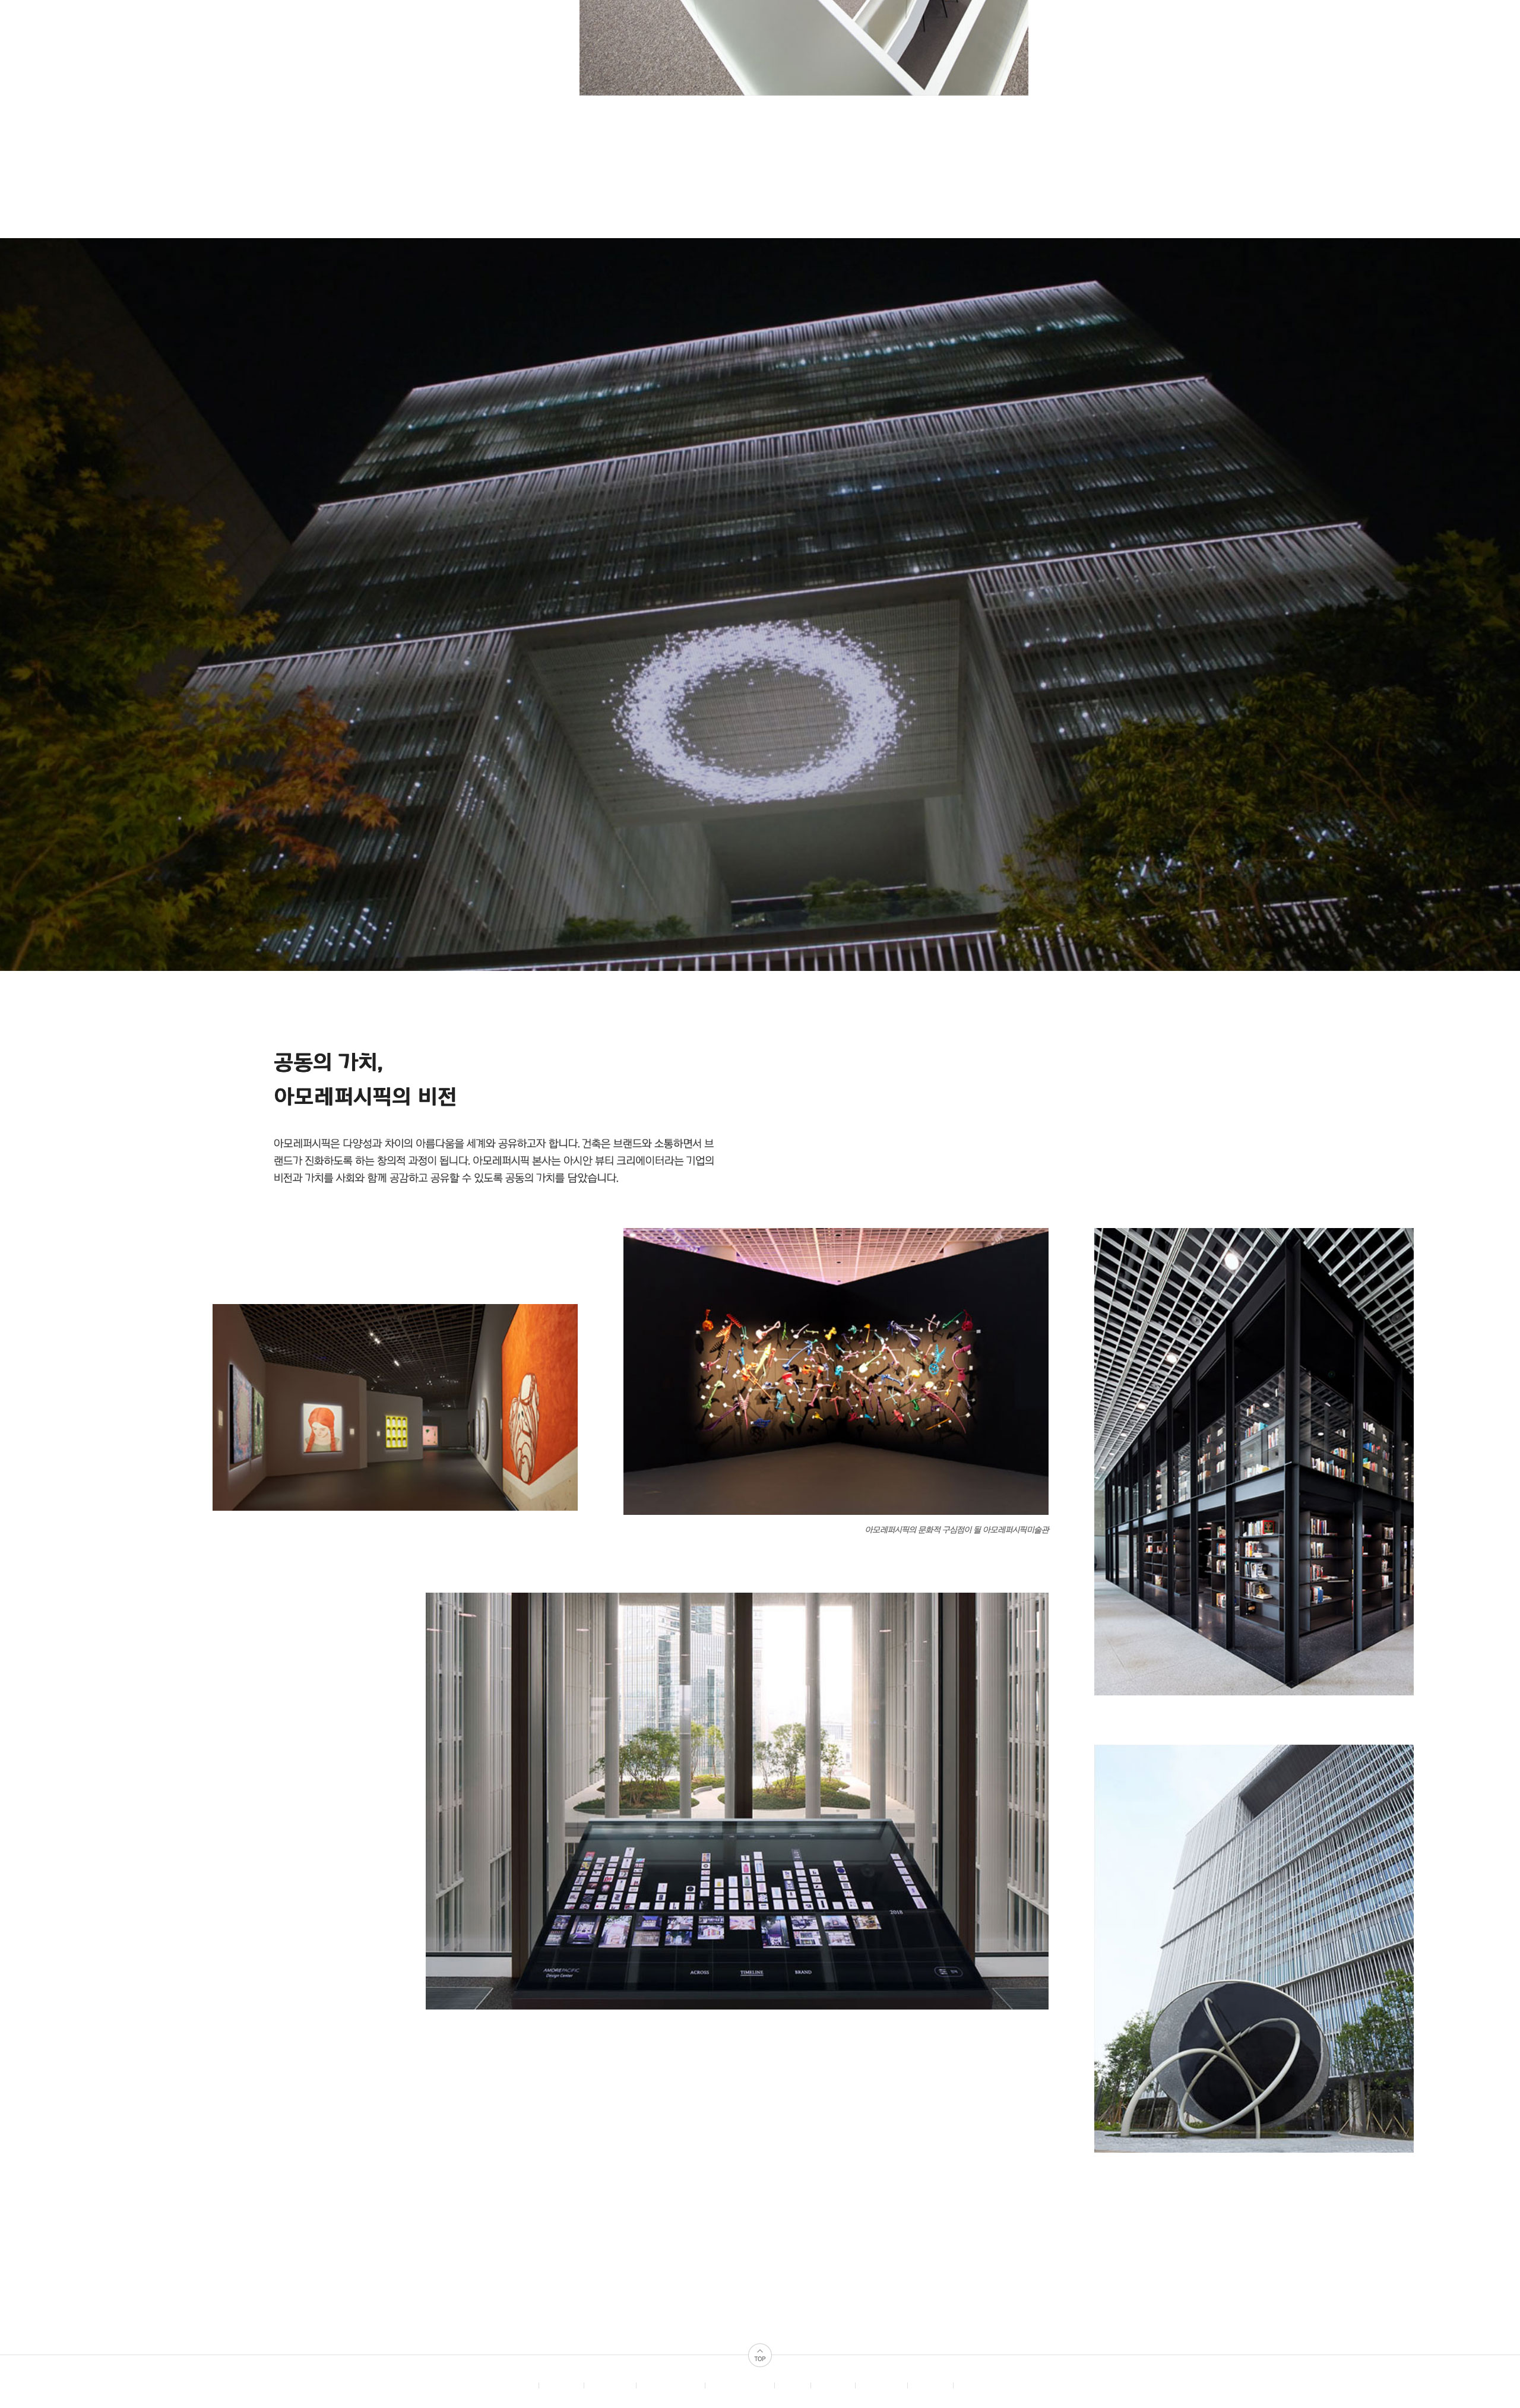 공동의 가치,
아모레퍼시픽의 비전
아모레퍼시픽은 다양성과 차이의 아름다움을 세계와 공유하고자 합니다. 건축은 브랜드와 소통하면서 브
랜드가 진화하도록 하는 창의적 과정이 됩니다. 아모레퍼시픽 본사는 아시안 뷰티 크리에이터라는 기업의
비전과 가치를 사회와 함께 공감하고 공유할 수 있도록 공동의 가치를 담았습니다.
아모레퍼시픽의 문화적 구심점이 될 아모레퍼시픽미술관
2018
AMOREPACIFIC
Design Center
ACROSS TIMELINE BRAND
TOP